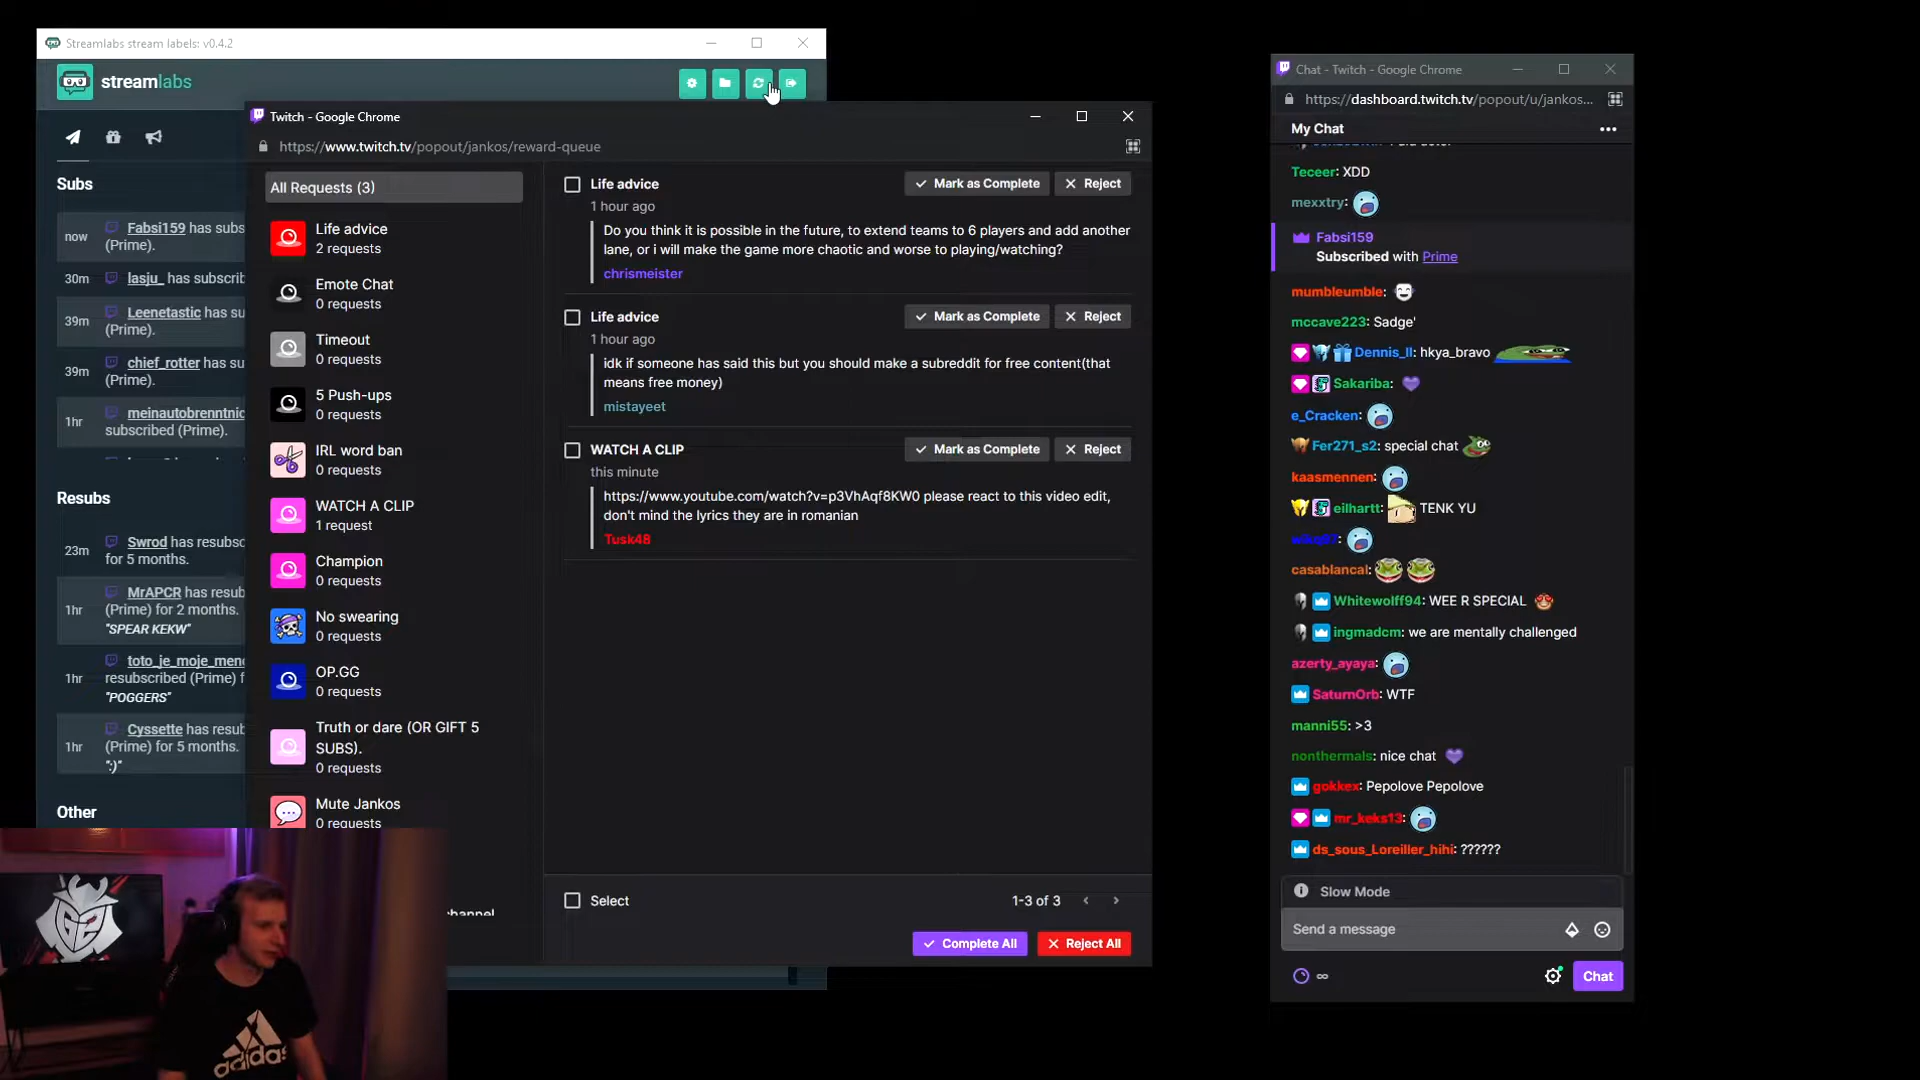 Streamlabs stream labels: v0.4.2
streamlabs
Subs
now
Fabsi159 has subs
(Prime).
30m
lasju_ has subscrib
39m
Leenetastic has su
(Prime).
39m
chief_rotter has su
(Prime).
1hr
meinautobrenntnic
subscribed (Prime).
Resubs
23m
Swrod has resubsc
for 5 months.
1hr
MrAPCR has resub
(Prime) for 2 months.
"SPEAR KEKW"
1hr
toto_je_moje_meno
resubscribed (Prime) f
"POGGERS"
1hr
Cyssette has resub
(Prime) for 5 months.
":)"
Other
Twitch - Google Chrome
https://www.twitch.tv/popout/jankos/reward-queue
All Requests (3)
Life advice
2 requests
Emote Chat
0 requests
Timeout
0 requests
5 Push-ups
0 requests
IRL word ban
0 requests
WATCH A CLIP
1 request
Champion
0 requests
No swearing
0 requests
OP.GG
0 requests
Truth or dare (OR GIFT 5
SUBS).
0 requests
Mute Jankos
0 requests
channel
Life advice
Mark as Complete
Reject
1 hour ago
Do you think it is possible in the future, to extend teams to 6 players and add another
lane, or i will make the game more chaotic and worse to playing/watching?
chrismeister
Life advice
Mark as Complete
Reject
1 hour ago
idk if someone has said this but you should make a subreddit for free content(that
means free money)
mistayeet
WATCH A CLIP
Mark as Complete
Reject
this minute
https://www.youtube.com/watch?v=p3VhAqf8KW0 please react to this video edit,
don't mind the lyrics they are in romanian
Tusk48
Select
1-3 of 3
Complete All
Reject All
adidas
Chat - Twitch - Google Chrome
https://dashboard.twitch.tv/popout/u/jankos...
My Chat
Teceer: XDD
mexxtry:
Fabsi159
Subscribed with Prime
mumbleumble:
mccave223: Sadge'
Dennis_II: hkya_bravo
Sakariba:
e_Cracken:
Fer271_s2: special chat
kaasmennen:
eilhartt: TENK YU
wikq97:
casablancal:
Whitewolff94: WEE R SPECIAL
ingmadcm: we are mentally challenged
azerty_ayaya:
SaturnOrb: WTF
manni55: >3
nonthermals: nice chat
gokkex: Pepolove Pepolove
mr_keks13:
ds_sous_Loreiller_hihi: ??????
Slow Mode
Send a message
Chat